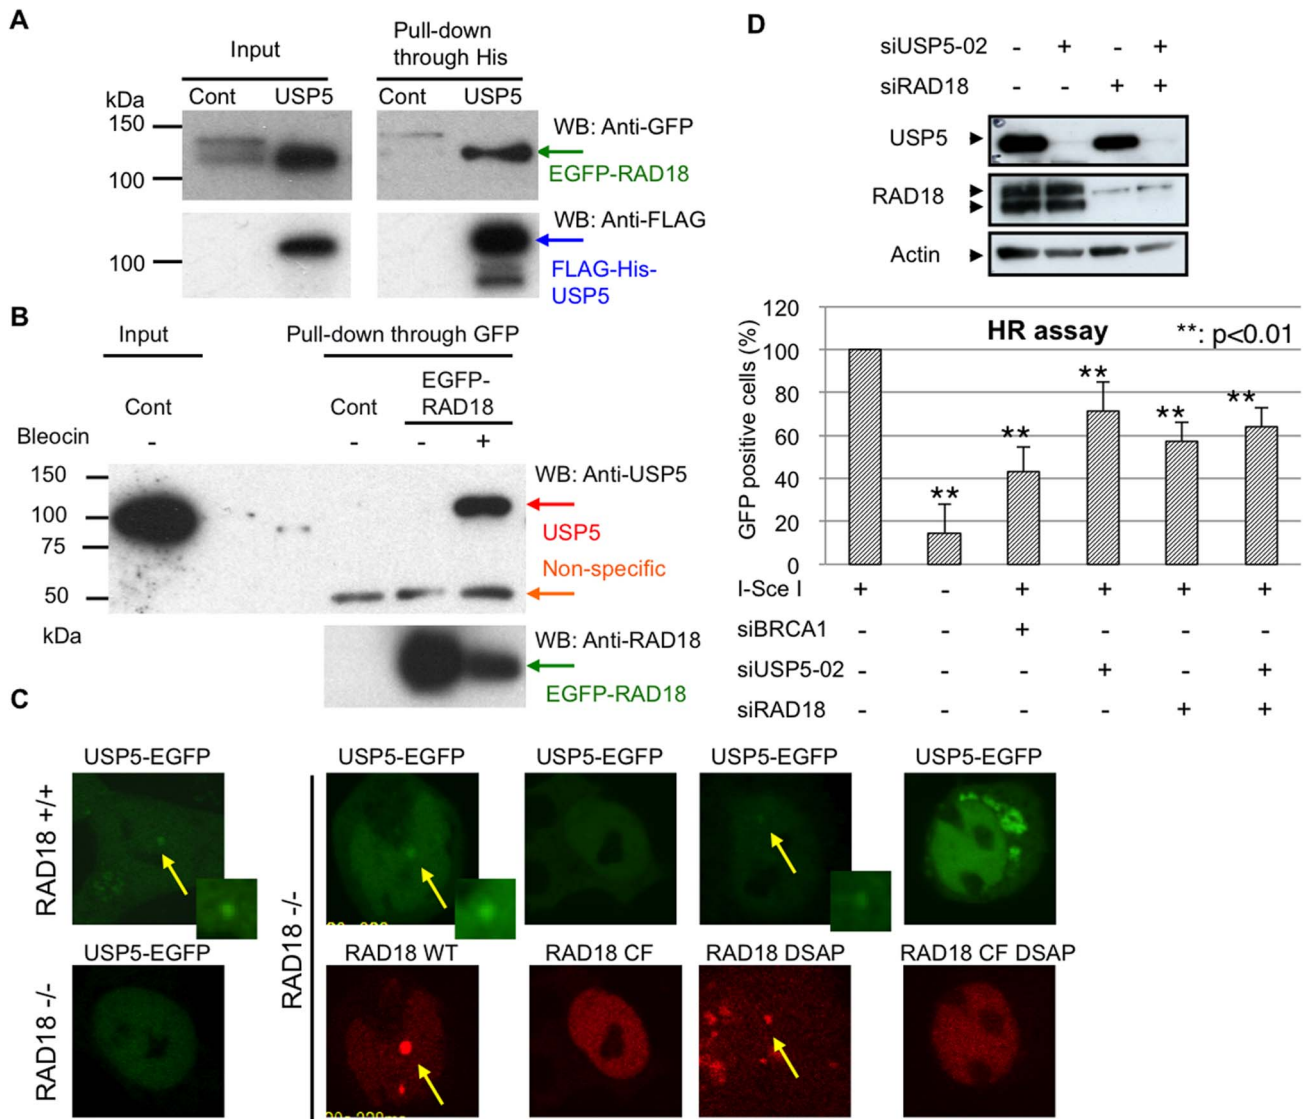 A
Input
Pull-down
through His
kDa
Cont USP5
Cont USP5
150
100
WB: Anti-GFP
EGFP-RAD18
100
WB: Anti-FLAG
FLAG-His-
USP5
B
Input
Pull-down through GFP
Cont
Cont
EGFP-
RAD18
Bleocin - - - +
150
100
75
50
kDa
WB: Anti-USP5
USP5
Non-specific
WB: Anti-RAD18
EGFP-RAD18
C
USP5-EGFP
USP5-EGFP
USP5-EGFP
USP5-EGFP
USP5-EGFP
RAD18 +/+
RAD18 -/-
USP5-EGFP
RAD18 WT
RAD18 CF
RAD18 DSAP
RAD18 CF DSAP
RAD18 -/-
D
siUSP5-02 - + - +
siRAD18 - - + +
USP5
RAD18
Actin
HR assay
**: p<0.01
GFP positive cells (%)
120
100
80
60
40
20
0
**
**
**
**
**
I-Sce I + - + + + +
siBRCA1 - - + - - -
siUSP5-02 - - - + - +
siRAD18 - - - - + +